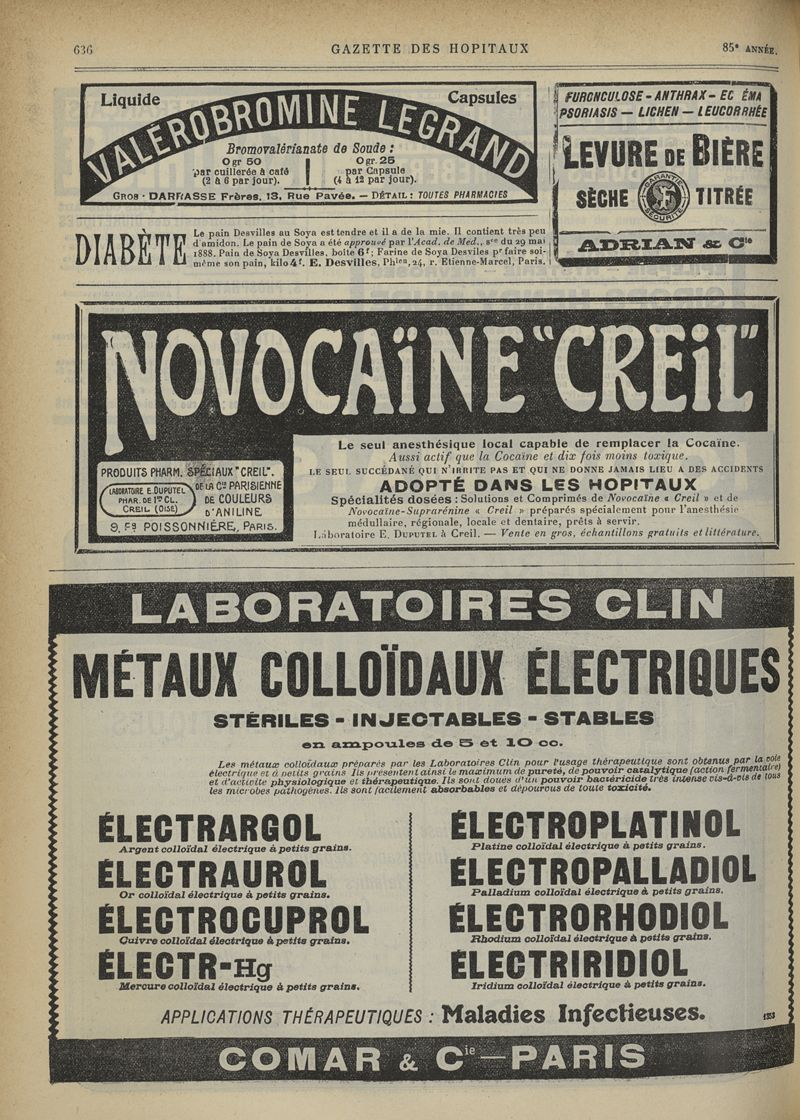 636
GAZETTE DES HOPITAUX
85e ANNÉE.
Liquide
Capsules
VALÉROBROMINE LEGRAND
Bromovalérianate de Soude :
0 gr 50
par cuillerée à café
(2 à 6 par jour).
0 gr. 25
par Capsule
(4 à 12 par jour).
GROS · DARRASSE Frères, 13, Rue Pavée. — DÉTAIL : TOUTES PHARMACIES
FURONCULOSE - ANTHRAX - EC ÉMA
PSORIASIS — LICHEN — LEUCORRHÉE
LEVURE DE BIÈRE
SÈCHE
GARANTIE
SÉCURITÉ
TITRÉE
ADRIAN & Cie
DIABÈTE
Le pain Desvilles au Soya est tendre et il a de la mie. Il contient très peu
d'amidon. Le pain de Soya a été approuvé par l'Acad. de Med., sce du 29 mai
1888. Pain de Soya Desvilles, boîte 6f; Farine de Soya Desviles pr faire soi-
même son pain, kilo 4f. E. Desvilles, Phien, 24, r. Etienne-Marcel, Paris.
NOVOCAÏNE "CREiL"
Le seul anesthésique local capable de remplacer la Cocaïne.
Aussi actif que la Cocaïne et dix fois moins toxique.
LE SEUL SUCCÉDANÉ QUI N'IRRITE PAS ET QUI NE DONNE JAMAIS LIEU A DES ACCIDENTS
ADOPTÉ DANS LES HOPITAUX
Spécialités dosées : Solutions et Comprimés de Novocaïne « Creil » et de
Novocaïne-Suprarénine « Creil » préparés spécialement pour l'anesthésie
médullaire, régionale, locale et dentaire, prêts à servir.
Laboratoire E. DUPUTEL à Creil. — Vente en gros, échantillons gratuits et littérature.
PRODUITS PHARM. SPÉCIAUX "CREIL".
LABORATOIRE E. DUPUTEL
PHAR. DE 1re CL.
CREIL (OISE)
DE LA Cie PARISIENNE
DE COULEURS
D'ANILINE
9, Fg POISSONNIÈRE, PARIS.
LABORATOIRES CLIN
MÉTAUX COLLOÏDAUX ÉLECTRIQUES
STÉRILES - INJECTABLES - STABLES
en ampoules de 5 et 10 cc.
Les métaux colloïdaux préparés par les Laboratoires Clin pour l'usage thérapeutique sont obtenus par la voie
électrique et à petits grains Ils présentent ainsi le maximum de pureté, de pouvoir catalytique (action fermentaire)
et d'activité physiologique et thérapeutique. Ils sont doués d'un pouvoir bactéricide très intense vis-à-vis de tous
les microbes pathogènes. Ils sont facilement absorbables et dépourvus de toute toxicité.
ÉLECTRARGOL
Argent colloïdal électrique à petits grains.
ÉLECTRAUROL
Or colloïdal électrique à petits grains.
ÉLECTROCUPROL
Cuivre colloïdal électrique à petits grains.
ÉLECTR-Hg
Mercure colloïdal électrique à petits grains.
ÉLECTROPLATINOL
Platine colloïdal électrique à petits grains.
ÉLECTROPALLADIOL
Palladium colloïdal électrique à petits grains.
ÉLECTRORHODIOL
Rhodium colloïdal électrique à petits grains.
ÉLECTRIRIDIOL
Iridium colloïdal électrique à petits grains.
APPLICATIONS THÉRAPEUTIQUES : Maladies Infectieuses.
1353
COMAR & Cie — PARIS